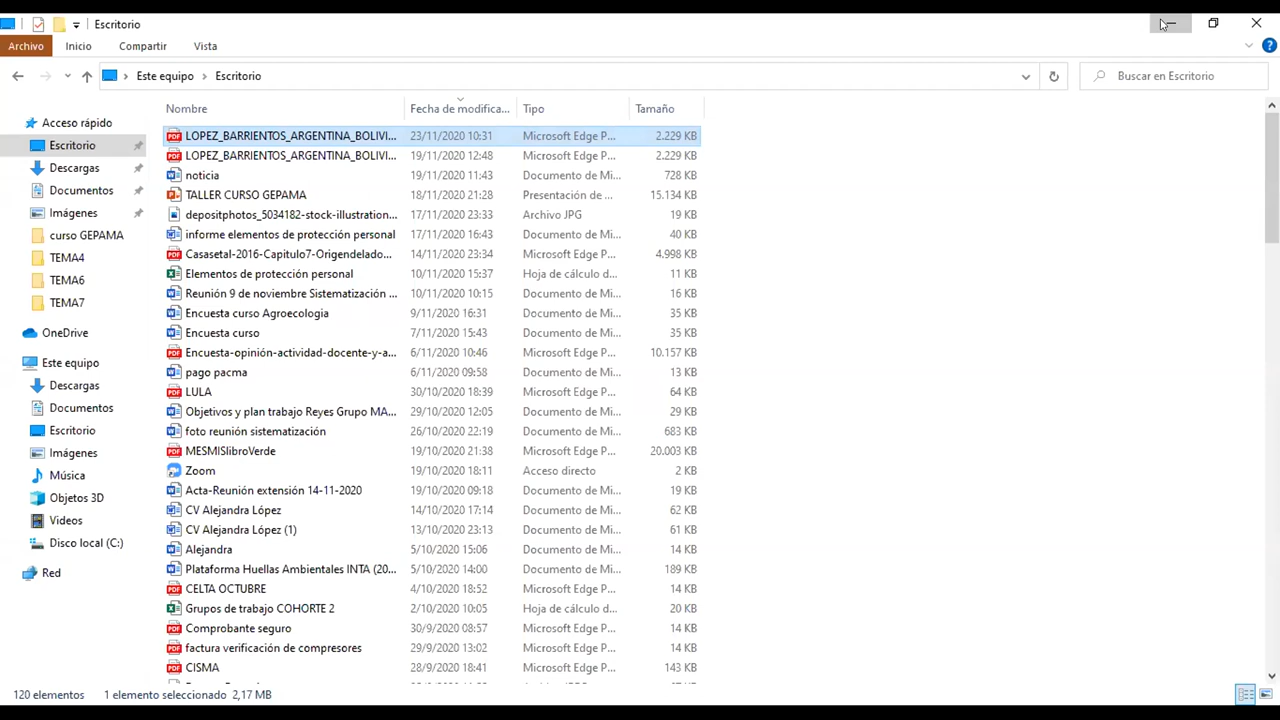 Escritorio
Archivo Inicio Compartir Vista
Este equipo Escritorio Buscar en Escritorio
Nombre Fecha de modifica... Tipo Tamaño
Acceso rápido
Escritorio
Descargas
Documentos
Imágenes
curso GEPAMA
TEMA4
TEMA6
TEMA7
OneDrive
Este equipo
Descargas
Documentos
Escritorio
Imágenes
Música
Objetos 3D
Videos
Disco local (C:)
Red
LOPEZ_BARRIENTOS_ARGENTINA_BOLIVI... 23/11/2020 10:31 Microsoft Edge P... 2.229 KB
LOPEZ_BARRIENTOS_ARGENTINA_BOLIVI... 19/11/2020 12:48 Microsoft Edge P... 2.229 KB
noticia 19/11/2020 11:43 Documento de Mi... 728 KB
TALLER CURSO GEPAMA 18/11/2020 21:28 Presentación de ... 15.134 KB
depositphotos_5034182-stock-illustration... 17/11/2020 23:33 Archivo JPG 19 KB
informe elementos de protección personal 17/11/2020 16:43 Documento de Mi... 40 KB
Casasetal-2016-Capitulo7-Origendelado... 14/11/2020 23:34 Microsoft Edge P... 4.998 KB
Elementos de protección personal 10/11/2020 15:37 Hoja de cálculo d... 11 KB
Reunión 9 de noviembre Sistematización ... 10/11/2020 10:15 Documento de Mi... 16 KB
Encuesta curso Agroecologia 9/11/2020 16:31 Documento de Mi... 35 KB
Encuesta curso 7/11/2020 15:43 Documento de Mi... 35 KB
Encuesta-opinión-actividad-docente-y-a... 6/11/2020 10:46 Microsoft Edge P... 10.157 KB
pago pacma 6/11/2020 09:58 Documento de Mi... 13 KB
LULA 30/10/2020 18:39 Microsoft Edge P... 64 KB
Objetivos y plan trabajo Reyes Grupo MA... 29/10/2020 12:05 Documento de Mi... 29 KB
foto reunión sistematización 26/10/2020 22:19 Documento de Mi... 683 KB
MESMISlibroVerde 19/10/2020 21:38 Microsoft Edge P... 20.003 KB
Zoom 19/10/2020 18:11 Acceso directo 2 KB
Acta-Reunión extensión 14-11-2020 19/10/2020 09:18 Documento de Mi... 19 KB
CV Alejandra López 14/10/2020 17:14 Documento de Mi... 62 KB
CV Alejandra López (1) 13/10/2020 23:13 Documento de Mi... 61 KB
Alejandra 5/10/2020 15:06 Documento de Mi... 14 KB
Plataforma Huellas Ambientales INTA (20... 5/10/2020 14:00 Documento de Mi... 189 KB
CELTA OCTUBRE 4/10/2020 18:52 Microsoft Edge P... 14 KB
Grupos de trabajo COHORTE 2 2/10/2020 10:05 Hoja de cálculo d... 20 KB
Comprobante seguro 30/9/2020 08:57 Microsoft Edge P... 14 KB
factura verificación de compresores 29/9/2020 13:02 Microsoft Edge P... 14 KB
CISMA 28/9/2020 18:41 Microsoft Edge P... 143 KB
120 elementos 1 elemento seleccionado 2,17 MB